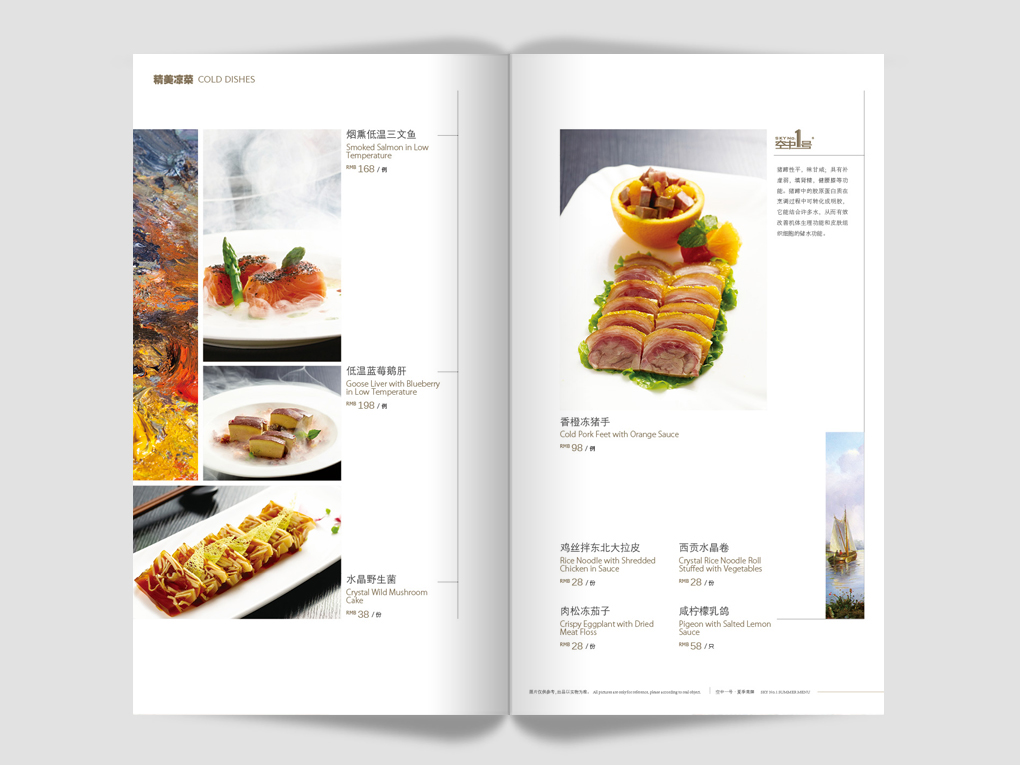 精美凉菜 COLD DISHES
烟熏低温三文鱼
Smoked Salmon in Low
Temperature
RMB 168 / 例
低温蓝莓鹅肝
Goose Liver with Blueberry
in Low Temperature
RMB 198 / 例
水晶野生菌
Crystal Wild Mushroom
Cake
RMB 38 / 份
SKY NO.
空中1号
猪蹄性平，味甘咸；具有补
虚弱，填肾精，健腰膝等功
能。猪蹄中的胶原蛋白质在
烹调过程中可转化成明胶，
它能结合许多水，从而有效
改善机体生理功能和皮肤组
织细胞的储水功能。
香橙冻猪手
Cold Pork Feet with Orange Sauce
RMB 98 / 例
鸡丝拌东北大拉皮
Rice Noodle with Shredded
Chicken in Sauce
RMB 28 / 份
西贡水晶卷
Crystal Rice Noodle Roll
Stuffed with Vegetables
RMB 28 / 份
肉松冻茄子
Crispy Eggplant with Dried
Meat Floss
RMB 28 / 份
咸柠檬乳鸽
Pigeon with Salted Lemon
Sauce
RMB 58 / 只
图片仅供参考，出品以实物为准。 All pictures are only for reference, please according to real object. 空中一号 · 夏季菜牌 SKY No.1 SUMMER MENU